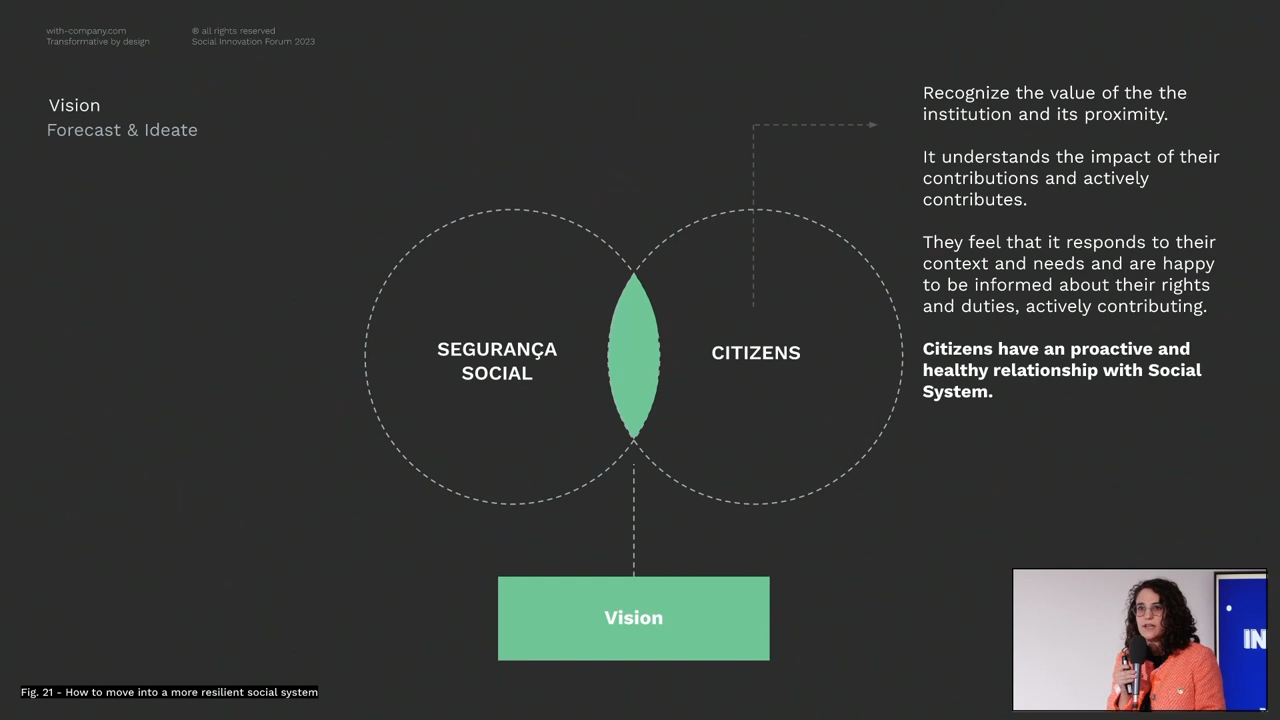 with-company.com
Transformative by design
® all rights reserved
Social Innovation Forum 2023
Vision
Forecast & Ideate
Recognize the value of the the
institution and its proximity.
It understands the impact of their
contributions and actively
contributes.
They feel that it responds to their
context and needs and are happy
to be informed about their rights
and duties, actively contributing.
Citizens have an proactive and
healthy relationship with Social
System.
SEGURANÇA
SOCIAL
CITIZENS
Vision
IN
Fig. 21 - How to move into a more resilient social system